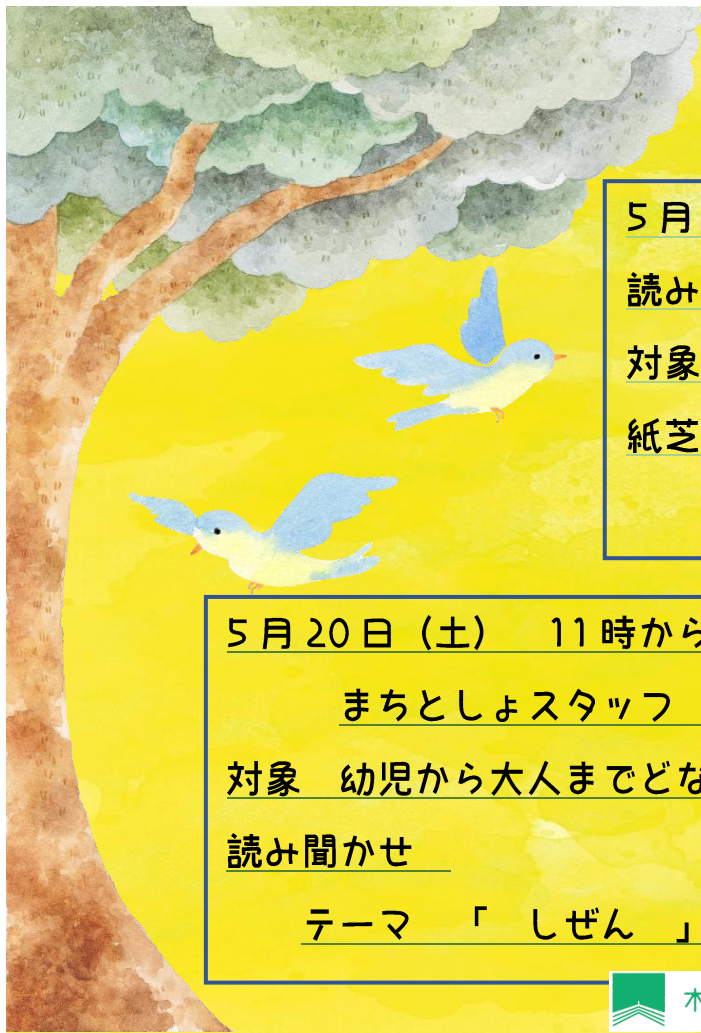 ５月
読み
対象
紙芝
５月20日（土）　11時から
まちとしょスタッフ
対象　幼児から大人までどな
読み聞かせ
テーマ　「　しぜん　」
木